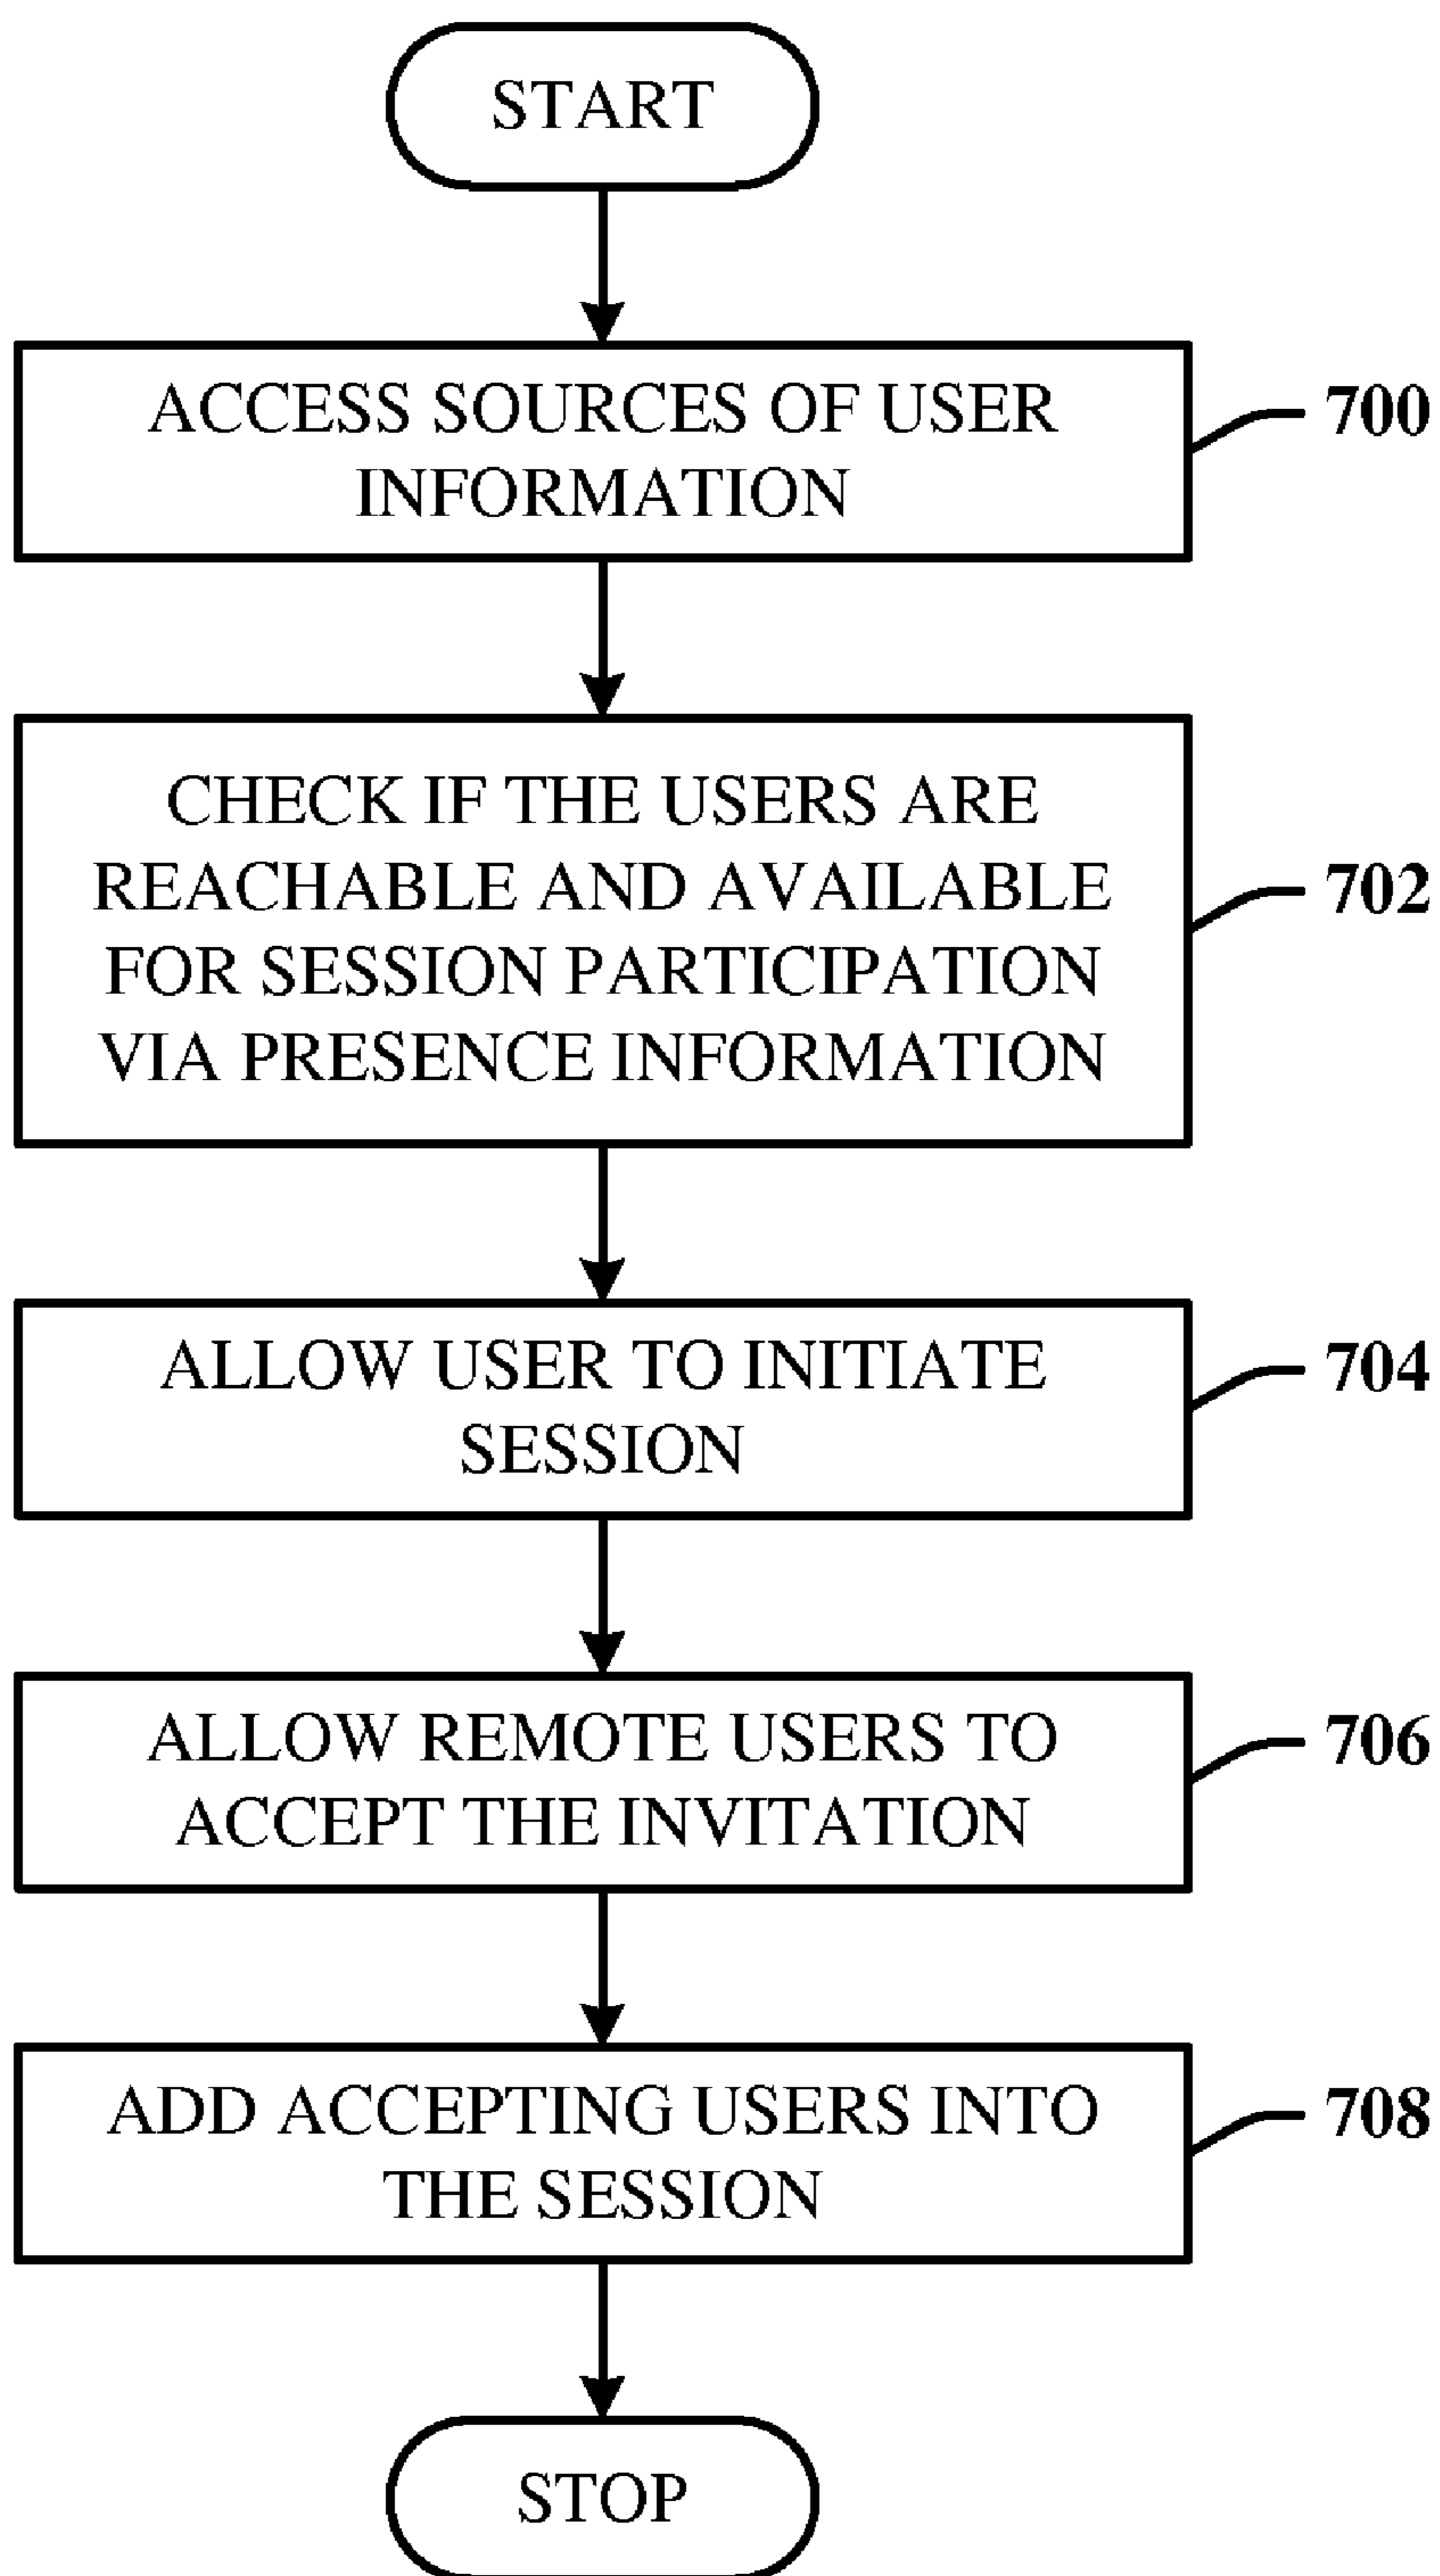 START
ACCESS SOURCES OF USER
INFORMATION
700
CHECK IF THE USERS ARE
REACHABLE AND AVAILABLE
FOR SESSION PARTICIPATION
VIA PRESENCE INFORMATION
702
ALLOW USER TO INITIATE
SESSION
704
ALLOW REMOTE USERS TO
ACCEPT THE INVITATION
706
ADD ACCEPTING USERS INTO
THE SESSION
708
STOP